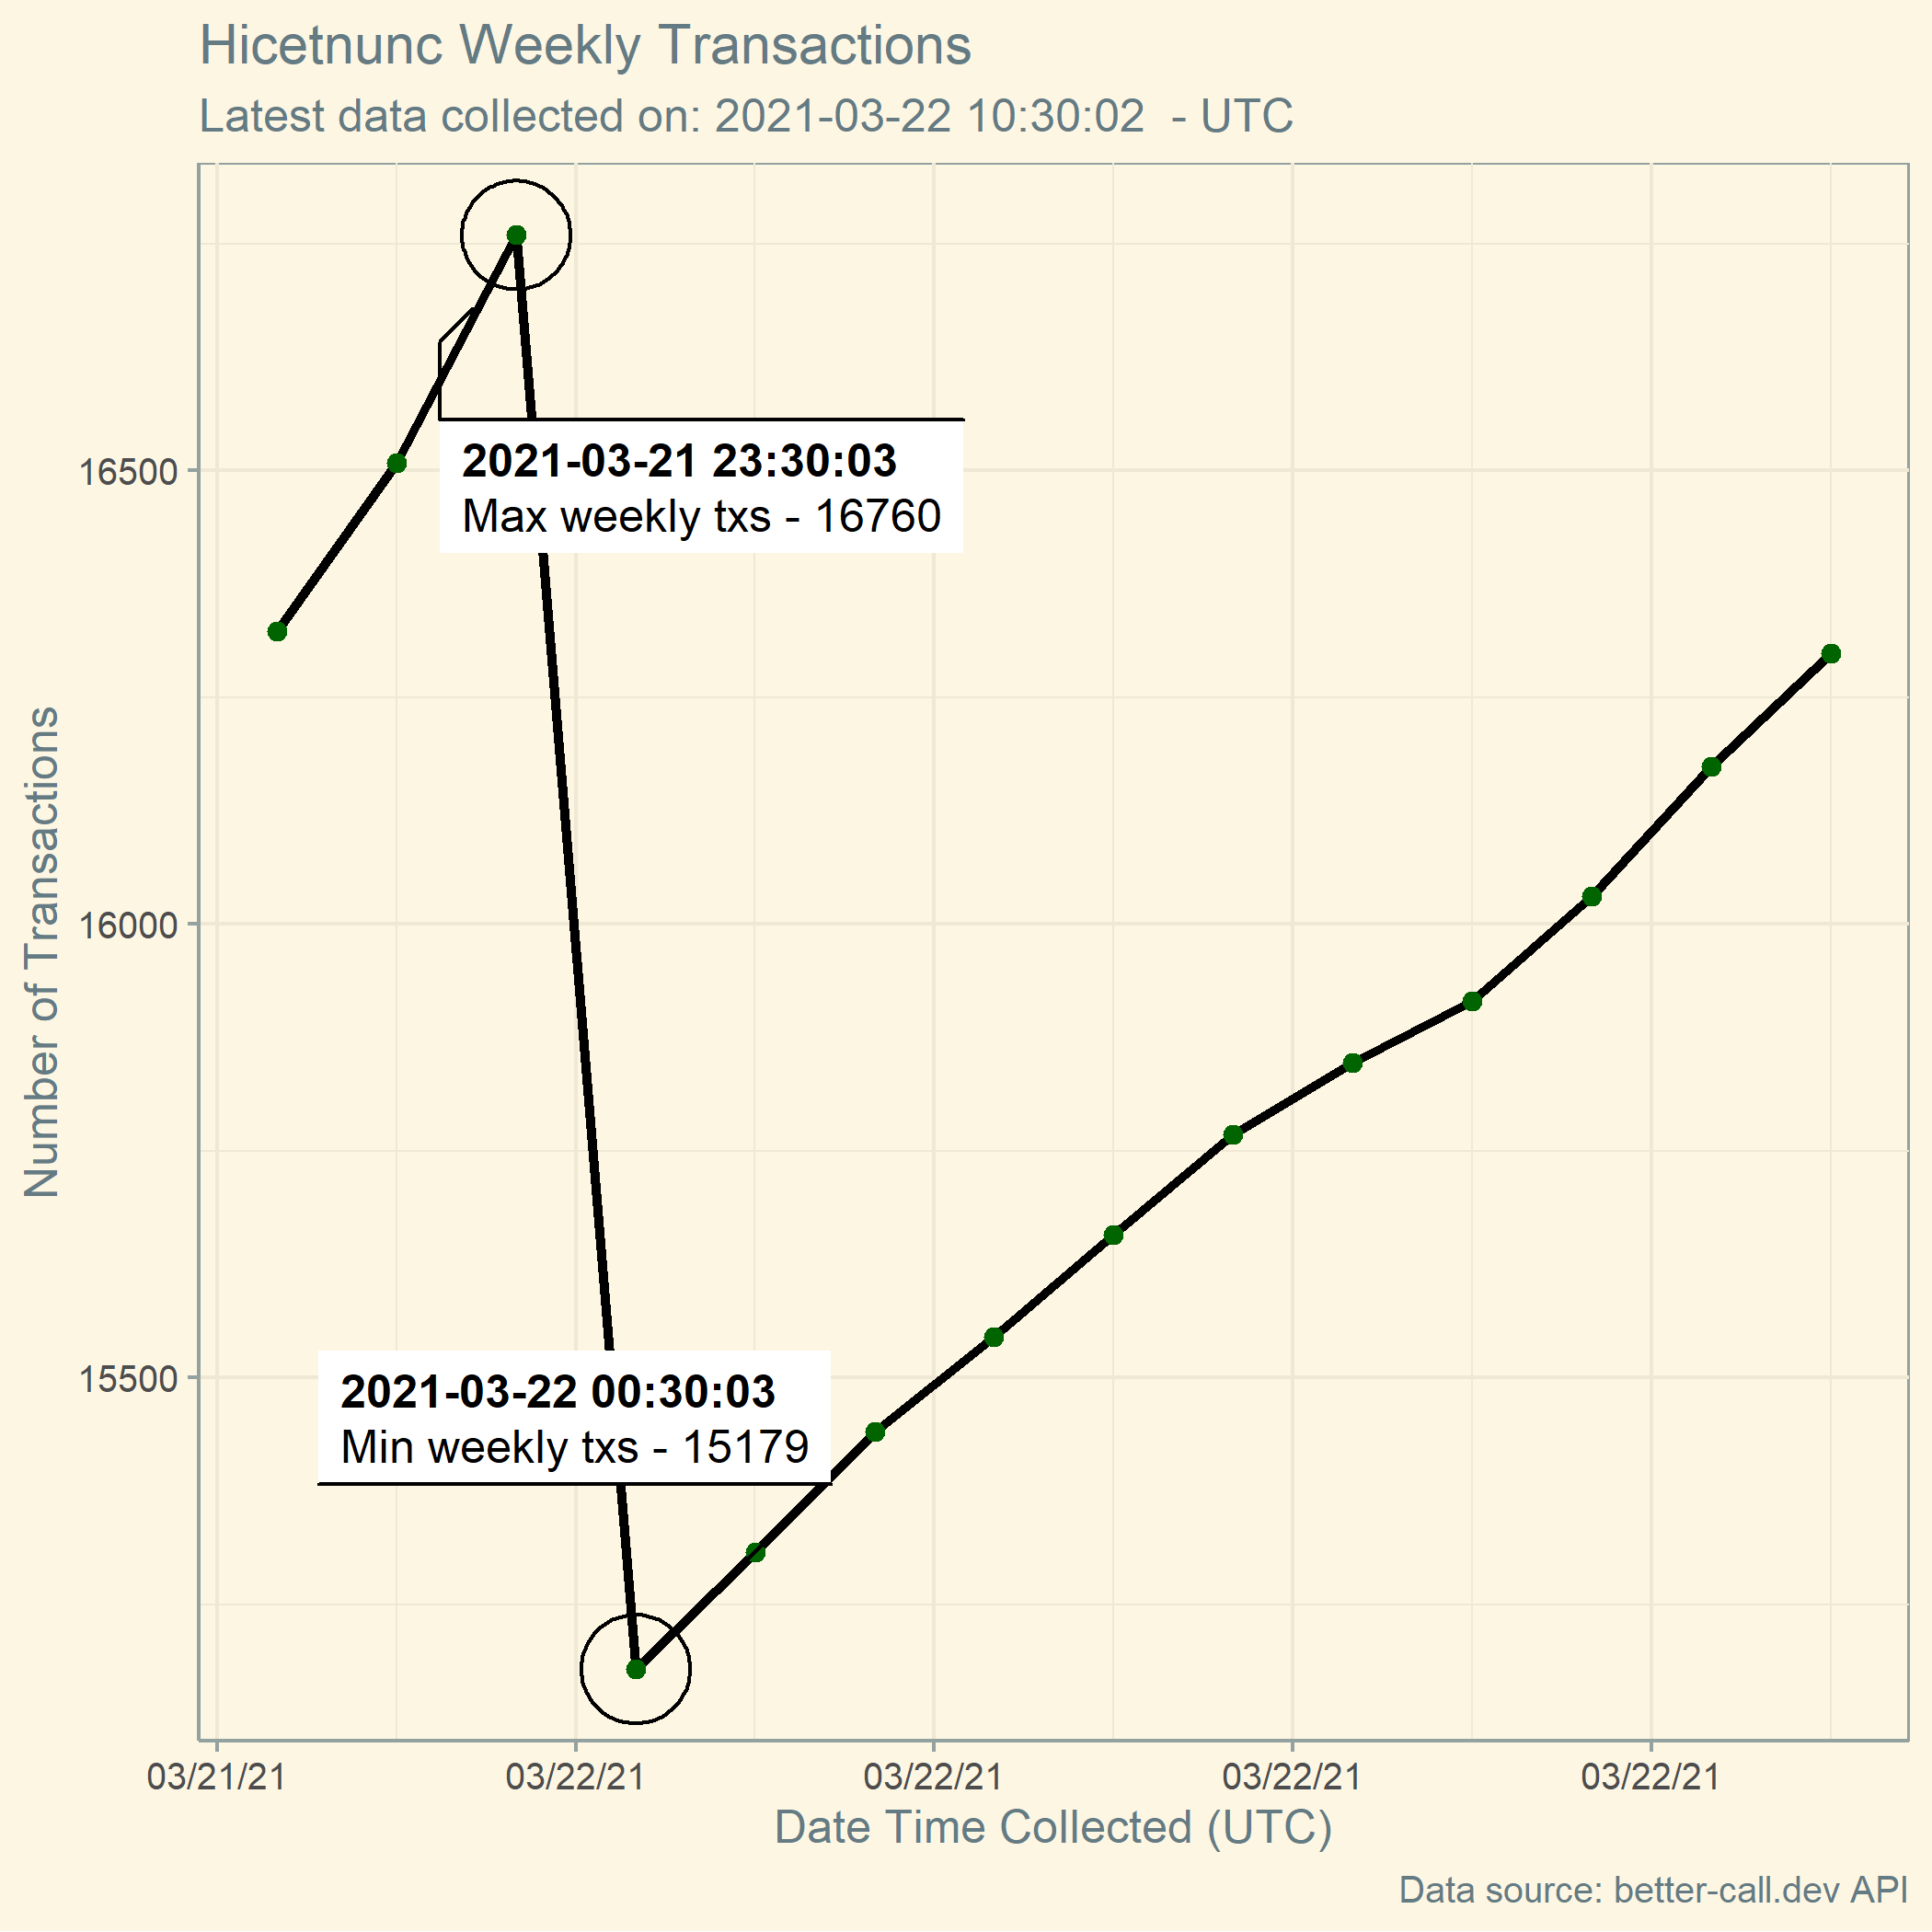 Hicetnunc Weekly Transactions
Latest data collected on: 2021-03-22 10:30:02  - UTC
Number of Transactions
16500
16000
15500
2021-03-21 23:30:03
Max weekly txs - 16760
2021-03-22 00:30:03
Min weekly txs - 15179
03/21/21 03/22/21 03/22/21 03/22/21 03/22/21
Date Time Collected (UTC)
Data source: better-call.dev API